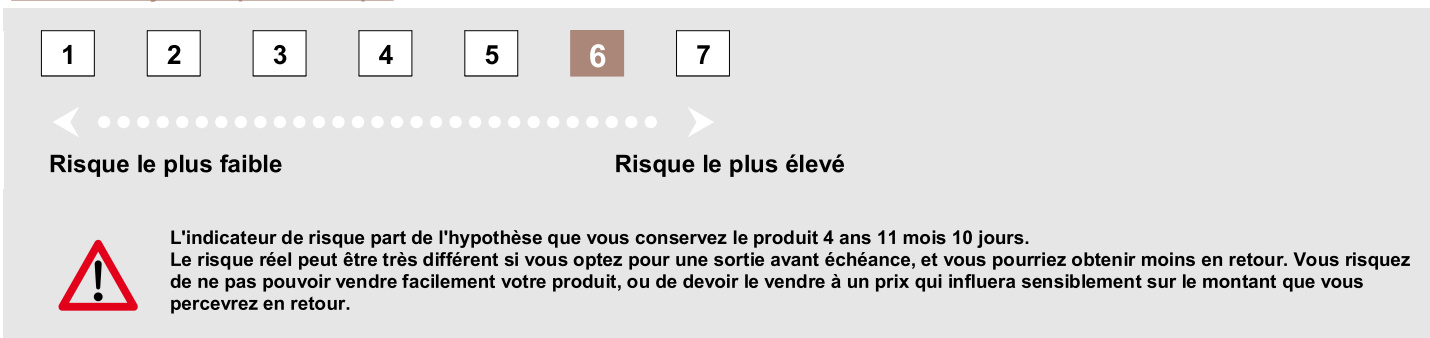 1 2 3 4 5 6 7
Risque le plus faible Risque le plus élevé
L'indicateur de risque part de l'hypothèse que vous conservez le produit 4 ans 11 mois 10 jours.
Le risque réel peut être très différent si vous optez pour une sortie avant échéance, et vous pourriez obtenir moins en retour. Vous risquez
de ne pas pouvoir vendre facilement votre produit, ou de devoir le vendre à un prix qui influera sensiblement sur le montant que vous
percevrez en retour.